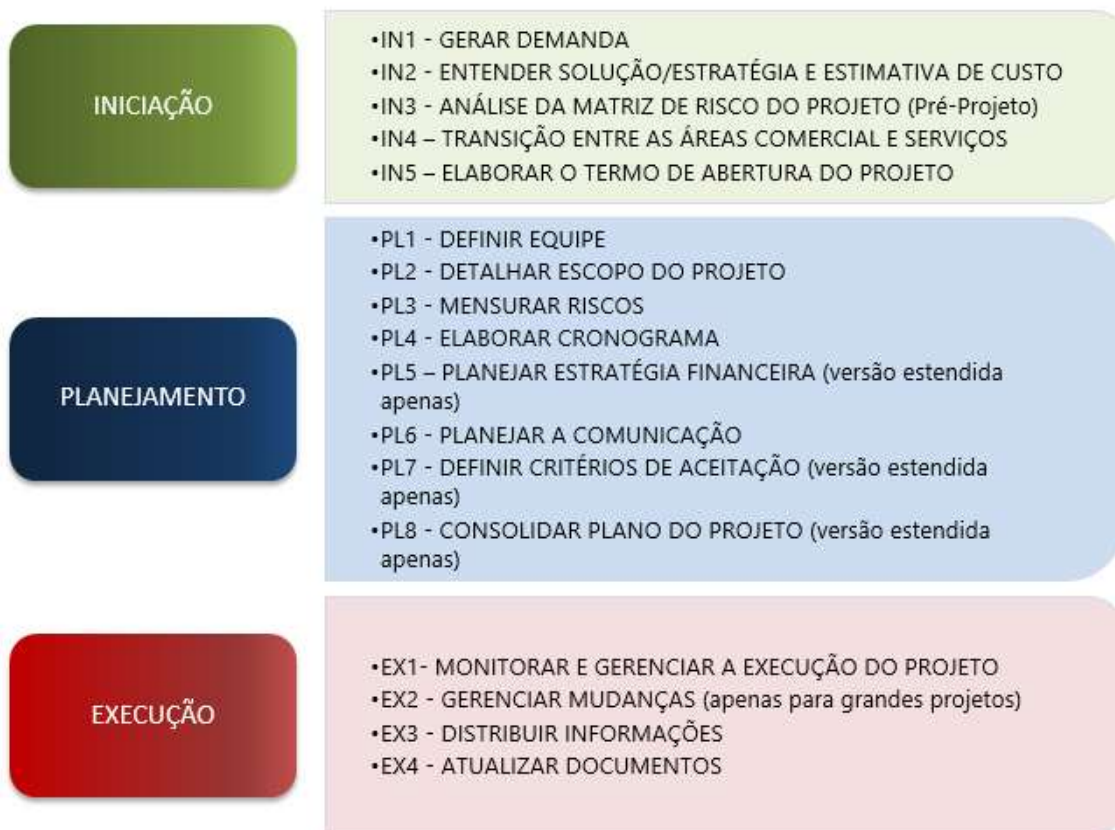 INICIAÇÃO
•IN1 - GERAR DEMANDA
•IN2 - ENTENDER SOLUÇÃO/ESTRATÉGIA E ESTIMATIVA DE CUSTO
•IN3 - ANÁLISE DA MATRIZ DE RISCO DO PROJETO (Pré-Projeto)
•IN4 – TRANSIÇÃO ENTRE AS ÁREAS COMERCIAL E SERVIÇOS
•IN5 – ELABORAR O TERMO DE ABERTURA DO PROJETO
PLANEJAMENTO
•PL1 - DEFINIR EQUIPE
•PL2 - DETALHAR ESCOPO DO PROJETO
•PL3 - MENSURAR RISCOS
•PL4 - ELABORAR CRONOGRAMA
•PL5 – PLANEJAR ESTRATÉGIA FINANCEIRA (versão estendida
apenas)
•PL6 - PLANEJAR A COMUNICAÇÃO
•PL7 - DEFINIR CRITÉRIOS DE ACEITAÇÃO (versão estendida
apenas)
•PL8 - CONSOLIDAR PLANO DO PROJETO (versão estendida
apenas)
EXECUÇÃO
•EX1- MONITORAR E GERENCIAR A EXECUÇÃO DO PROJETO
•EX2 - GERENCIAR MUDANÇAS (apenas para grandes projetos)
•EX3 - DISTRIBUIR INFORMAÇÕES
•EX4 - ATUALIZAR DOCUMENTOS